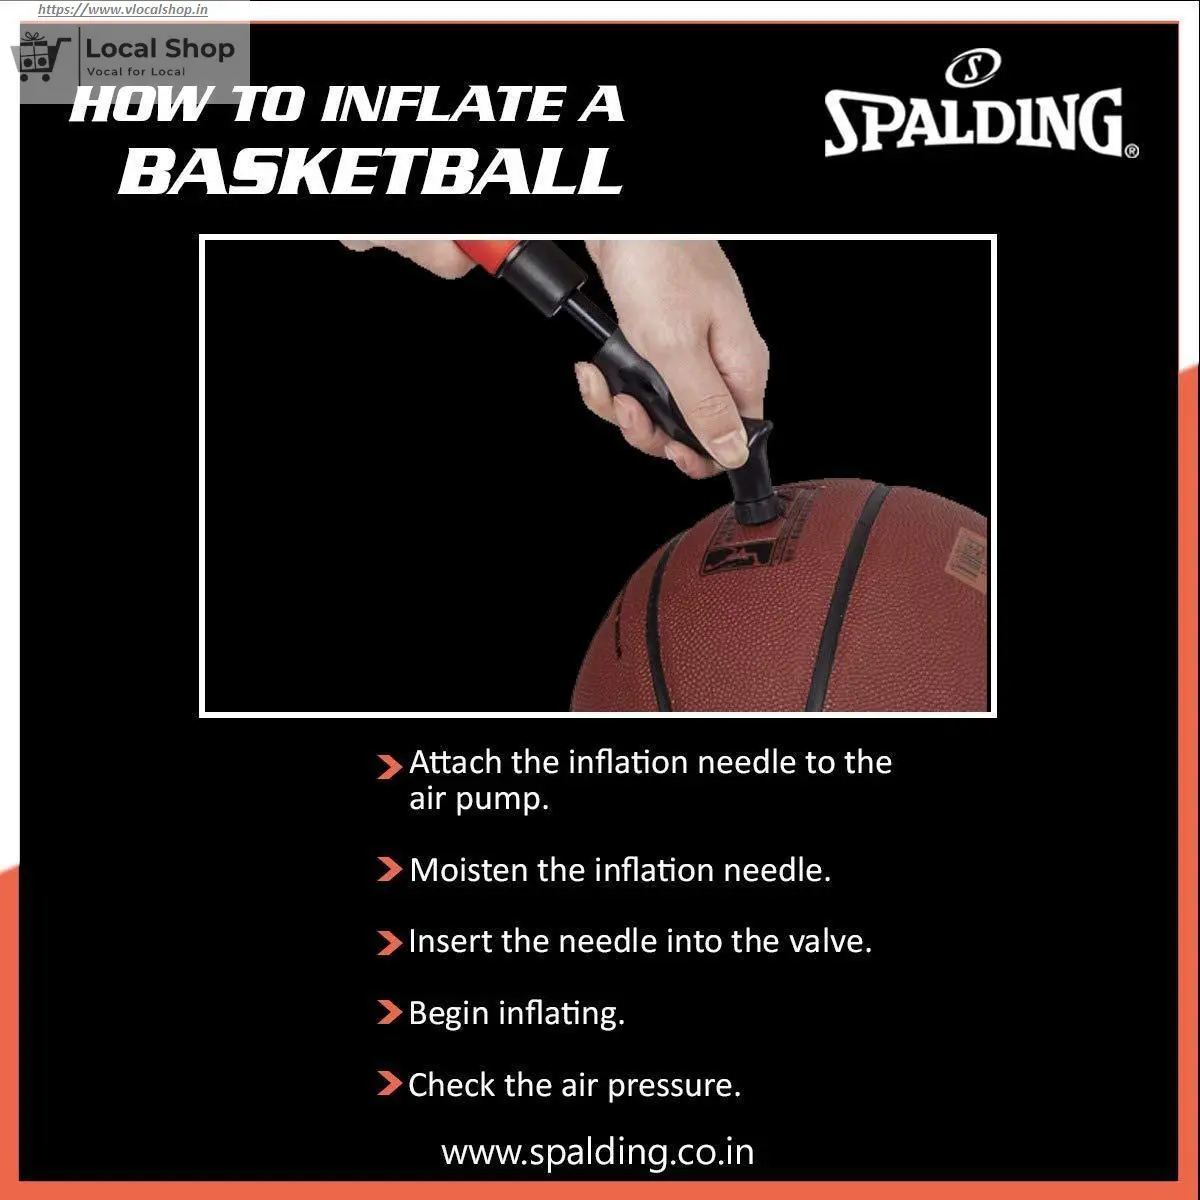 https://www.vlocalshop.in
Local Shop
Vocal for Local
HOW TO INFLATE A
BASKETBALL
S
SPALDING®
Attach the inflation needle to the
air pump.
Moisten the inflation needle.
Insert the needle into the valve.
Begin inflating.
Check the air pressure.
www.spalding.co.in